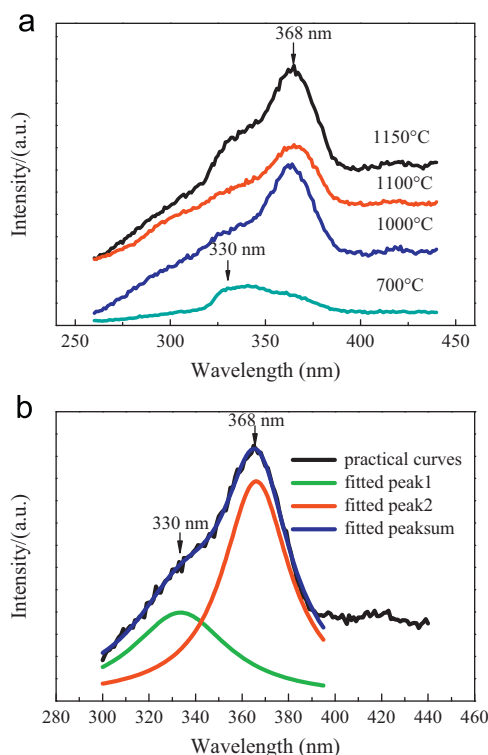 a
368 nm
1150°C
1100°C
1000°C
330 nm
700°C
Intensity/(a.u.)
250 300 350 400 450
Wavelength (nm)
b
368 nm
practical curves
fitted peak1
fitted peak2
fitted peaksum
330 nm
Intensity/(a.u.)
280 300 320 340 360 380 400 420 440
Wavelength (nm)